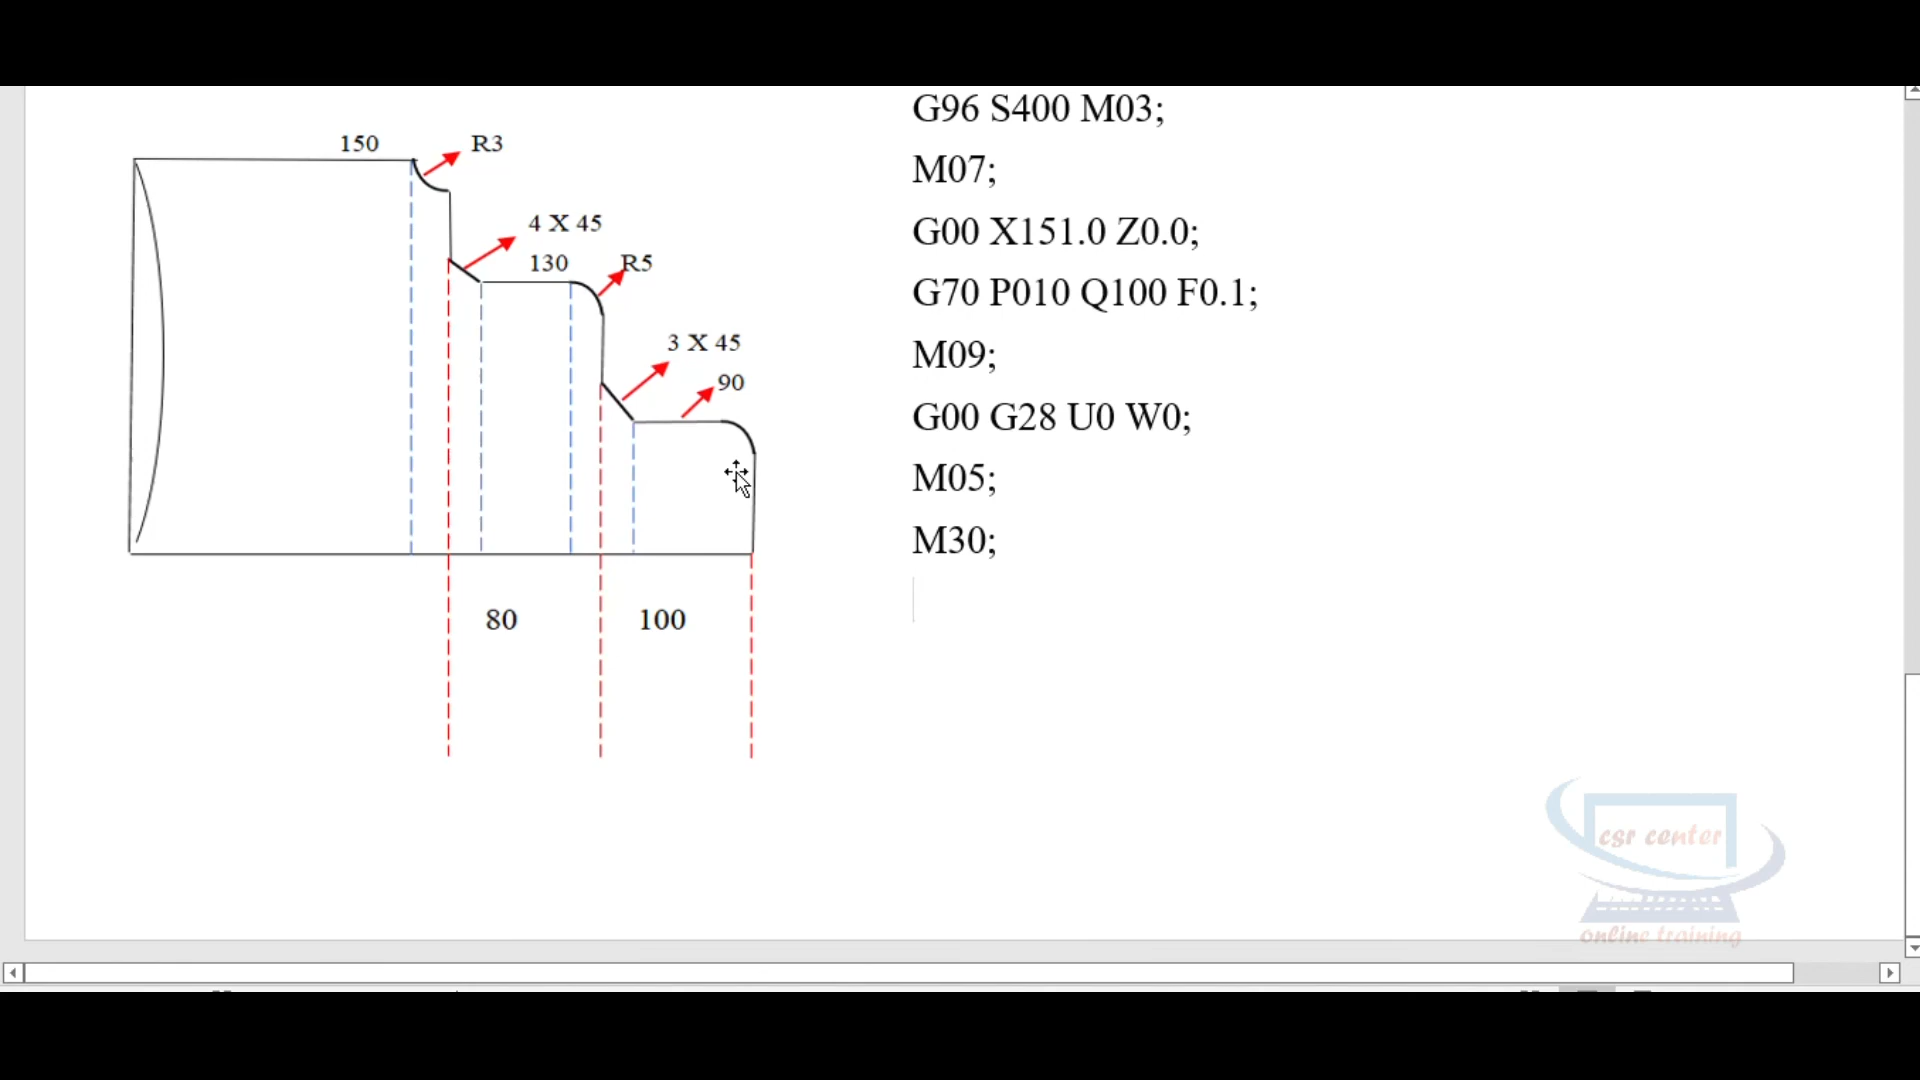 150
R3
4 X 45
130
R5
3 X 45
90
80
100
G96 S400 M03;
M07;
G00 X151.0 Z0.0;
G70 P010 Q100 F0.1;
M09;
G00 G28 U0 W0;
M05;
M30;
csr center
online training